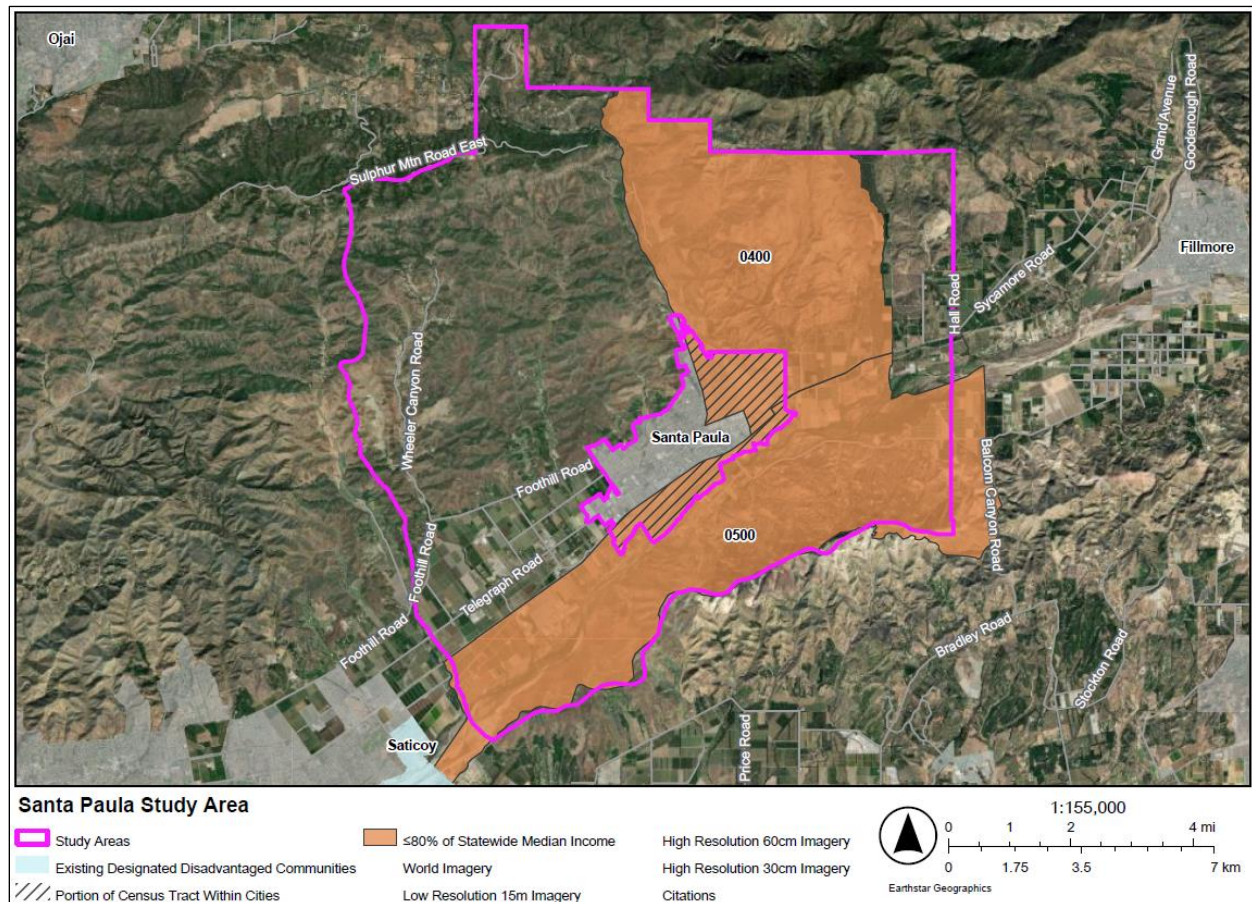 Ojai
Grand Avenue
Goodenough Road
Sulphur Mtn Road East
Fillmore
0400
Sycamore Road
Hall Road
Wheeler Canyon Road
Santa Paula
Foothill Road
Balcom Canyon Road
0500
Foothill Road
Telegraph Road
Foothill Road
Bradley Road
Stockton Road
Saticoy
Price Road
Santa Paula Study Area
Study Areas
Existing Designated Disadvantaged Communities
Portion of Census Tract Within Cities
≤80% of Statewide Median Income
World Imagery
Low Resolution 15m Imagery
High Resolution 60cm Imagery
High Resolution 30cm Imagery
Citations
Earthstar Geographics
1:155,000
0 1 2 4 mi
0 1.75 3.5 7 km